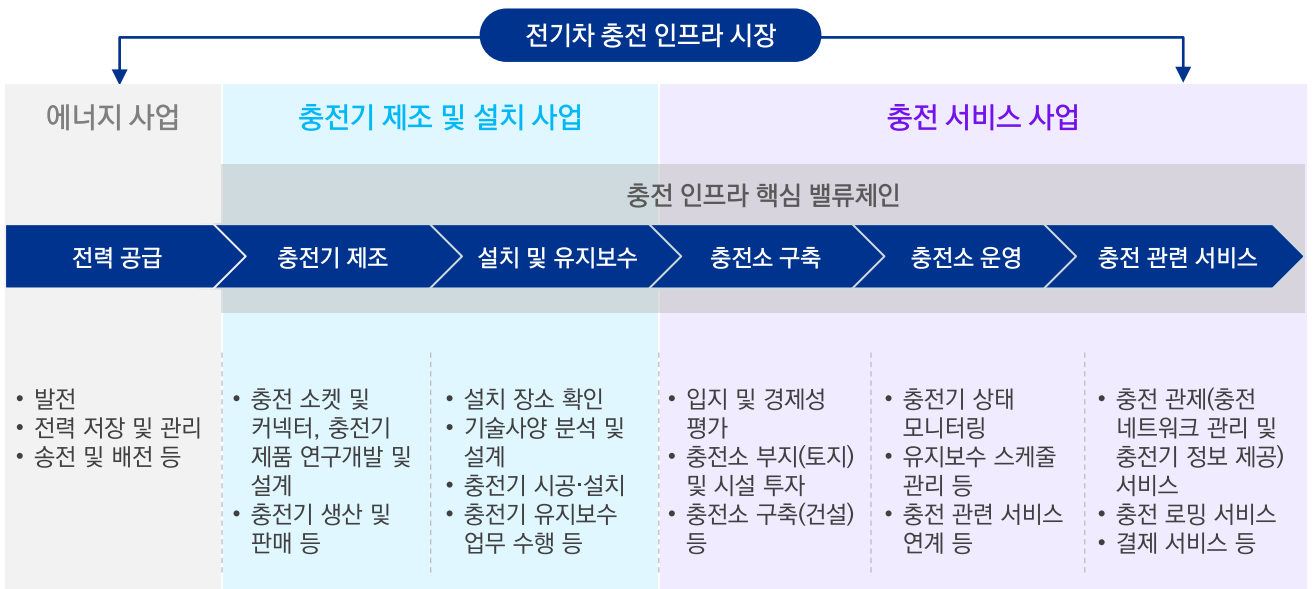 전기차 충전 인프라 시장
에너지 사업
충전기 제조 및 설치 사업
충전 서비스 사업
충전 인프라 핵심 밸류체인
전력 공급
충전기 제조
설치 및 유지보수
충전소 구축
충전소 운영
충전 관련 서비스
• 발전
• 전력 저장 및 관리
• 송전 및 배전 등
• 충전 소켓 및
커넥터, 충전기
제품 연구개발 및
설계
• 충전기 생산 및
판매 등
• 설치 장소 확인
• 기술사양 분석 및
설계
• 충전기 시공·설치
• 충전기 유지보수
업무 수행 등
• 입지 및 경제성
평가
• 충전소 부지(토지)
및 시설 투자
• 충전소 구축(건설)
등
• 충전기 상태
모니터링
• 유지보수 스케줄
관리 등
• 충전 관련 서비스
연계 등
• 충전 관제(충전
네트워크 관리 및
충전기 정보 제공)
서비스
• 충전 로밍 서비스
• 결제 서비스 등